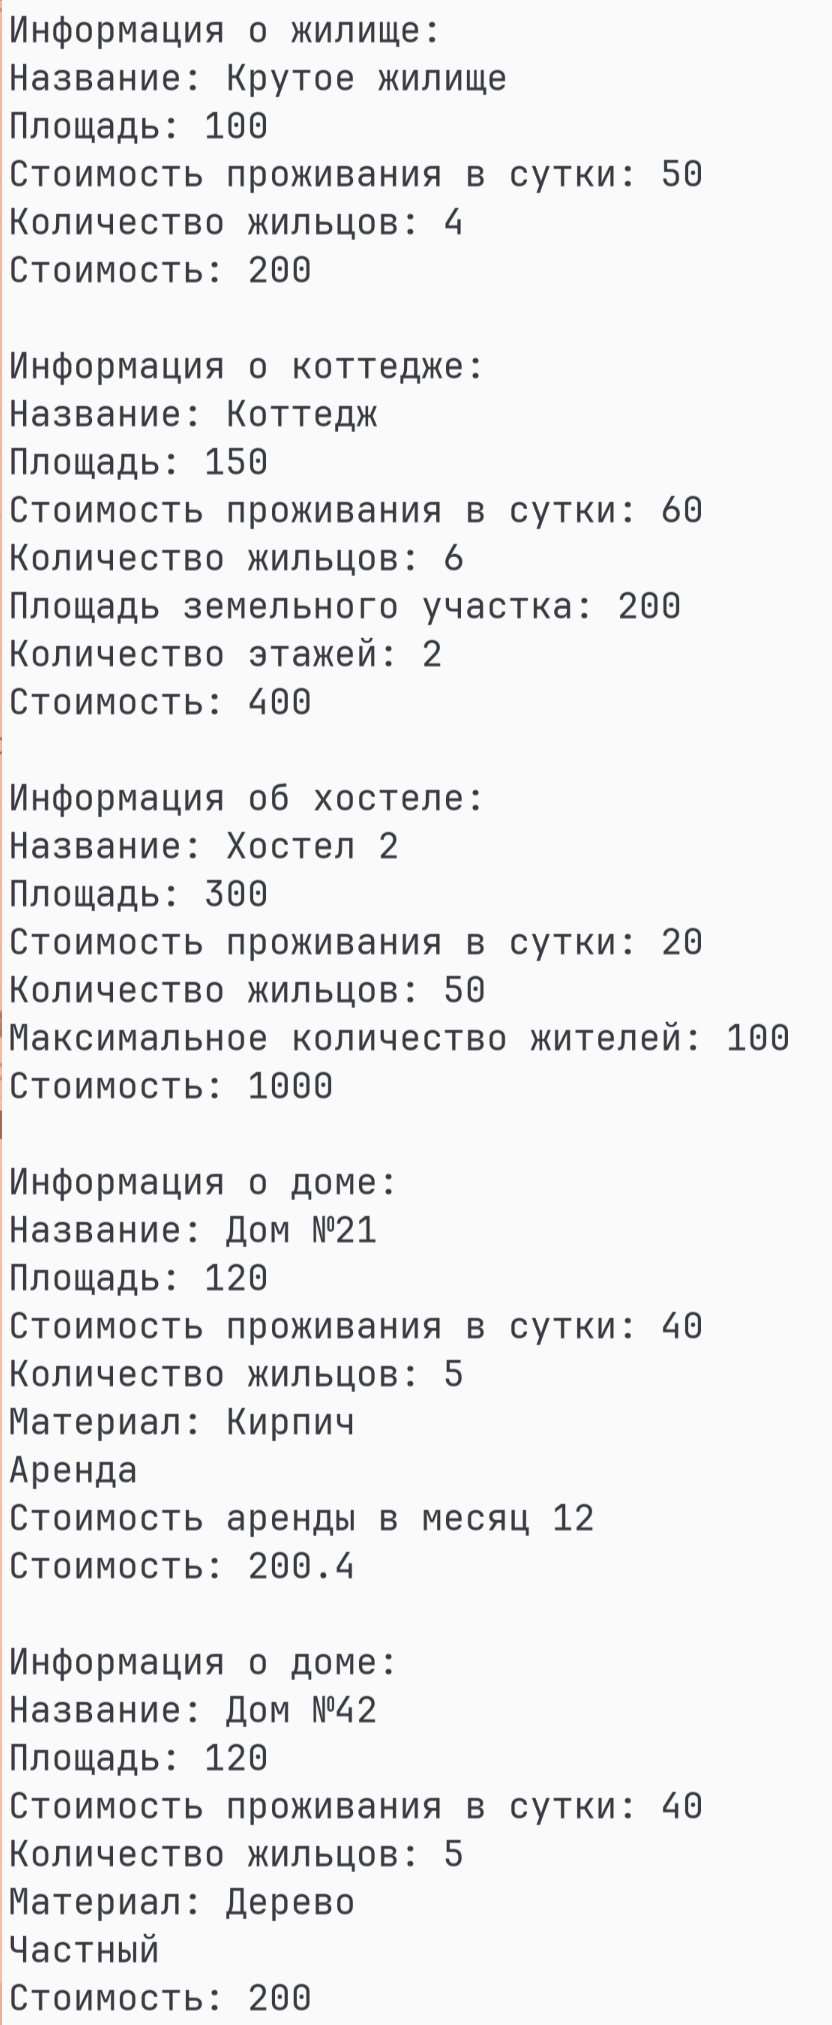 Информация о жилище:
Название: Крутое жилище
Площадь: 100
Стоимость проживания в сутки: 50
Количество жильцов: 4
Стоимость: 200
Информация о коттедже:
Название: Коттедж
Площадь: 150
Стоимость проживания в сутки: 60
Количество жильцов: 6
Площадь земельного участка: 200
Количество этажей: 2
Стоимость: 400
Информация об хостеле:
Название: Хостел 2
Площадь: 300
Стоимость проживания в сутки: 20
Количество жильцов: 50
Максимальное количество жителей: 100
Стоимость: 1000
Информация о доме:
Название: Дом №21
Площадь: 120
Стоимость проживания в сутки: 40
Количество жильцов: 5
Материал: Кирпич
Аренда
Стоимость аренды в месяц 12
Стоимость: 200.4
Информация о доме:
Название: Дом №42
Площадь: 120
Стоимость проживания в сутки: 40
Количество жильцов: 5
Материал: Дерево
Частный
Стоимость: 200